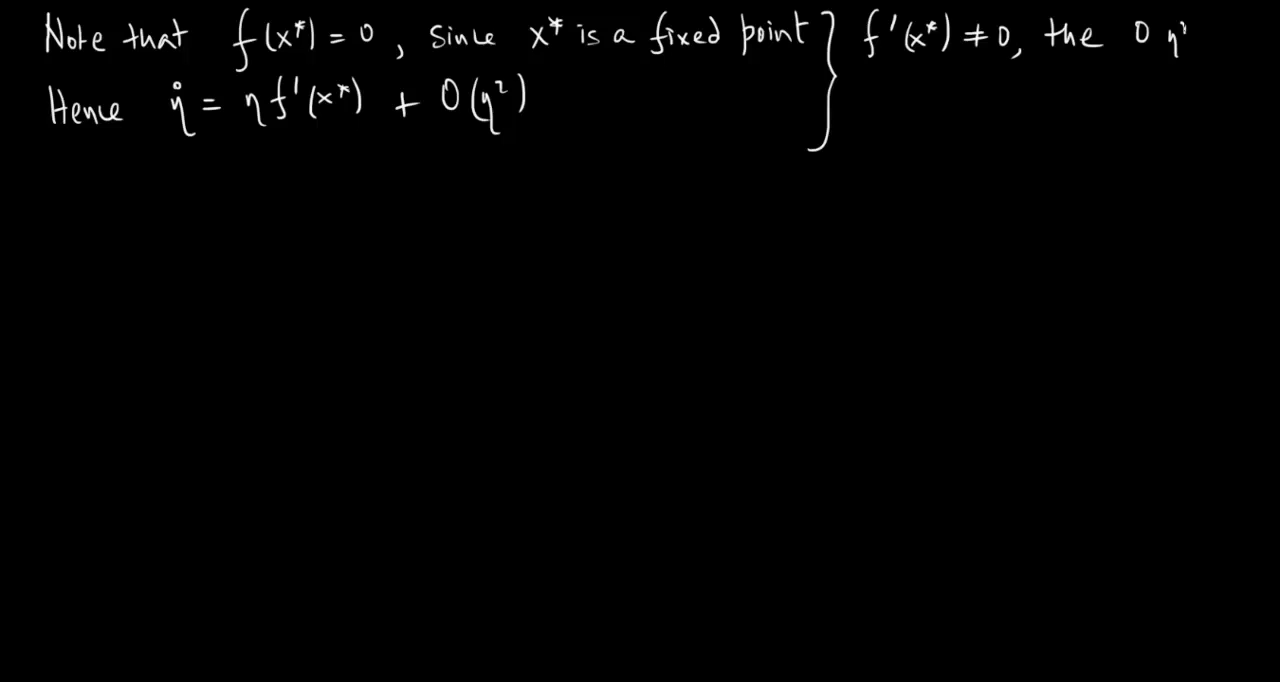 Note that f(x*) = 0, since x* is a fixed point } f'(x*) ≠ 0, the O η
Hence η̇ = η f'(x*) + O(η²)